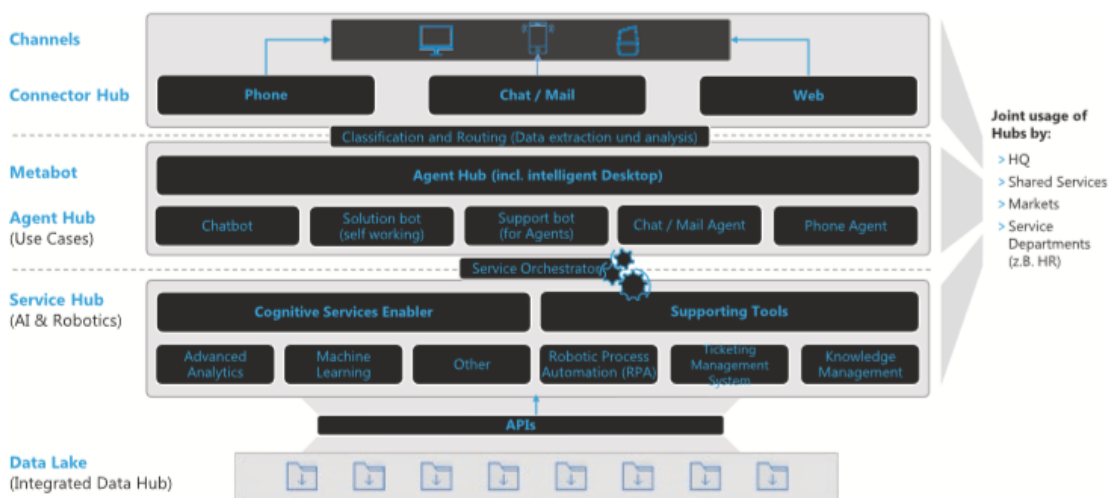 Channels
Connector Hub
Phone
Chat / Mail
Web
Classification and Routing (Data extraction und analysis)
Metabot
Agent Hub (incl. intelligent Desktop)
Agent Hub
(Use Cases)
Chatbot
Solution bot
(self working)
Support bot
(for Agents)
Chat / Mail Agent
Phone Agent
Service Orchestrator
Service Hub
(AI & Robotics)
Cognitive Services Enabler
Supporting Tools
Advanced
Analytics
Machine
Learning
Other
Robotic Process
Automation (RPA)
Ticketing
Management
System
Knowledge
Management
APIs
Data Lake
(Integrated Data Hub)
Joint usage of
Hubs by:
> HQ
> Shared Services
> Markets
> Service
Departments
(z.B. HR)